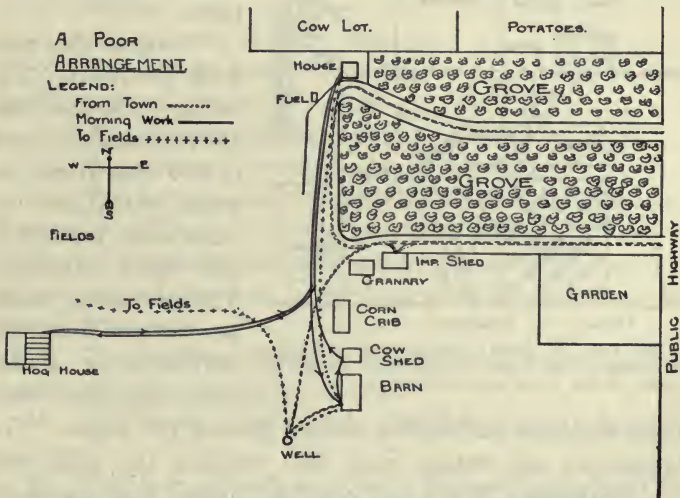 A POOR
ARRANGEMENT
LEGEND:
From Town
Morning Work
To Fields
N
W E
S
FIELDS
COW LOT.
POTATOES.
HOUSE
FUEL
GROVE
GROVE
IMP. SHED
GRANARY
GARDEN
PUBLIC HIGHWAY
To Fields
CORN
CRIB
COW
SHED
HOG HOUSE
BARN
WELL